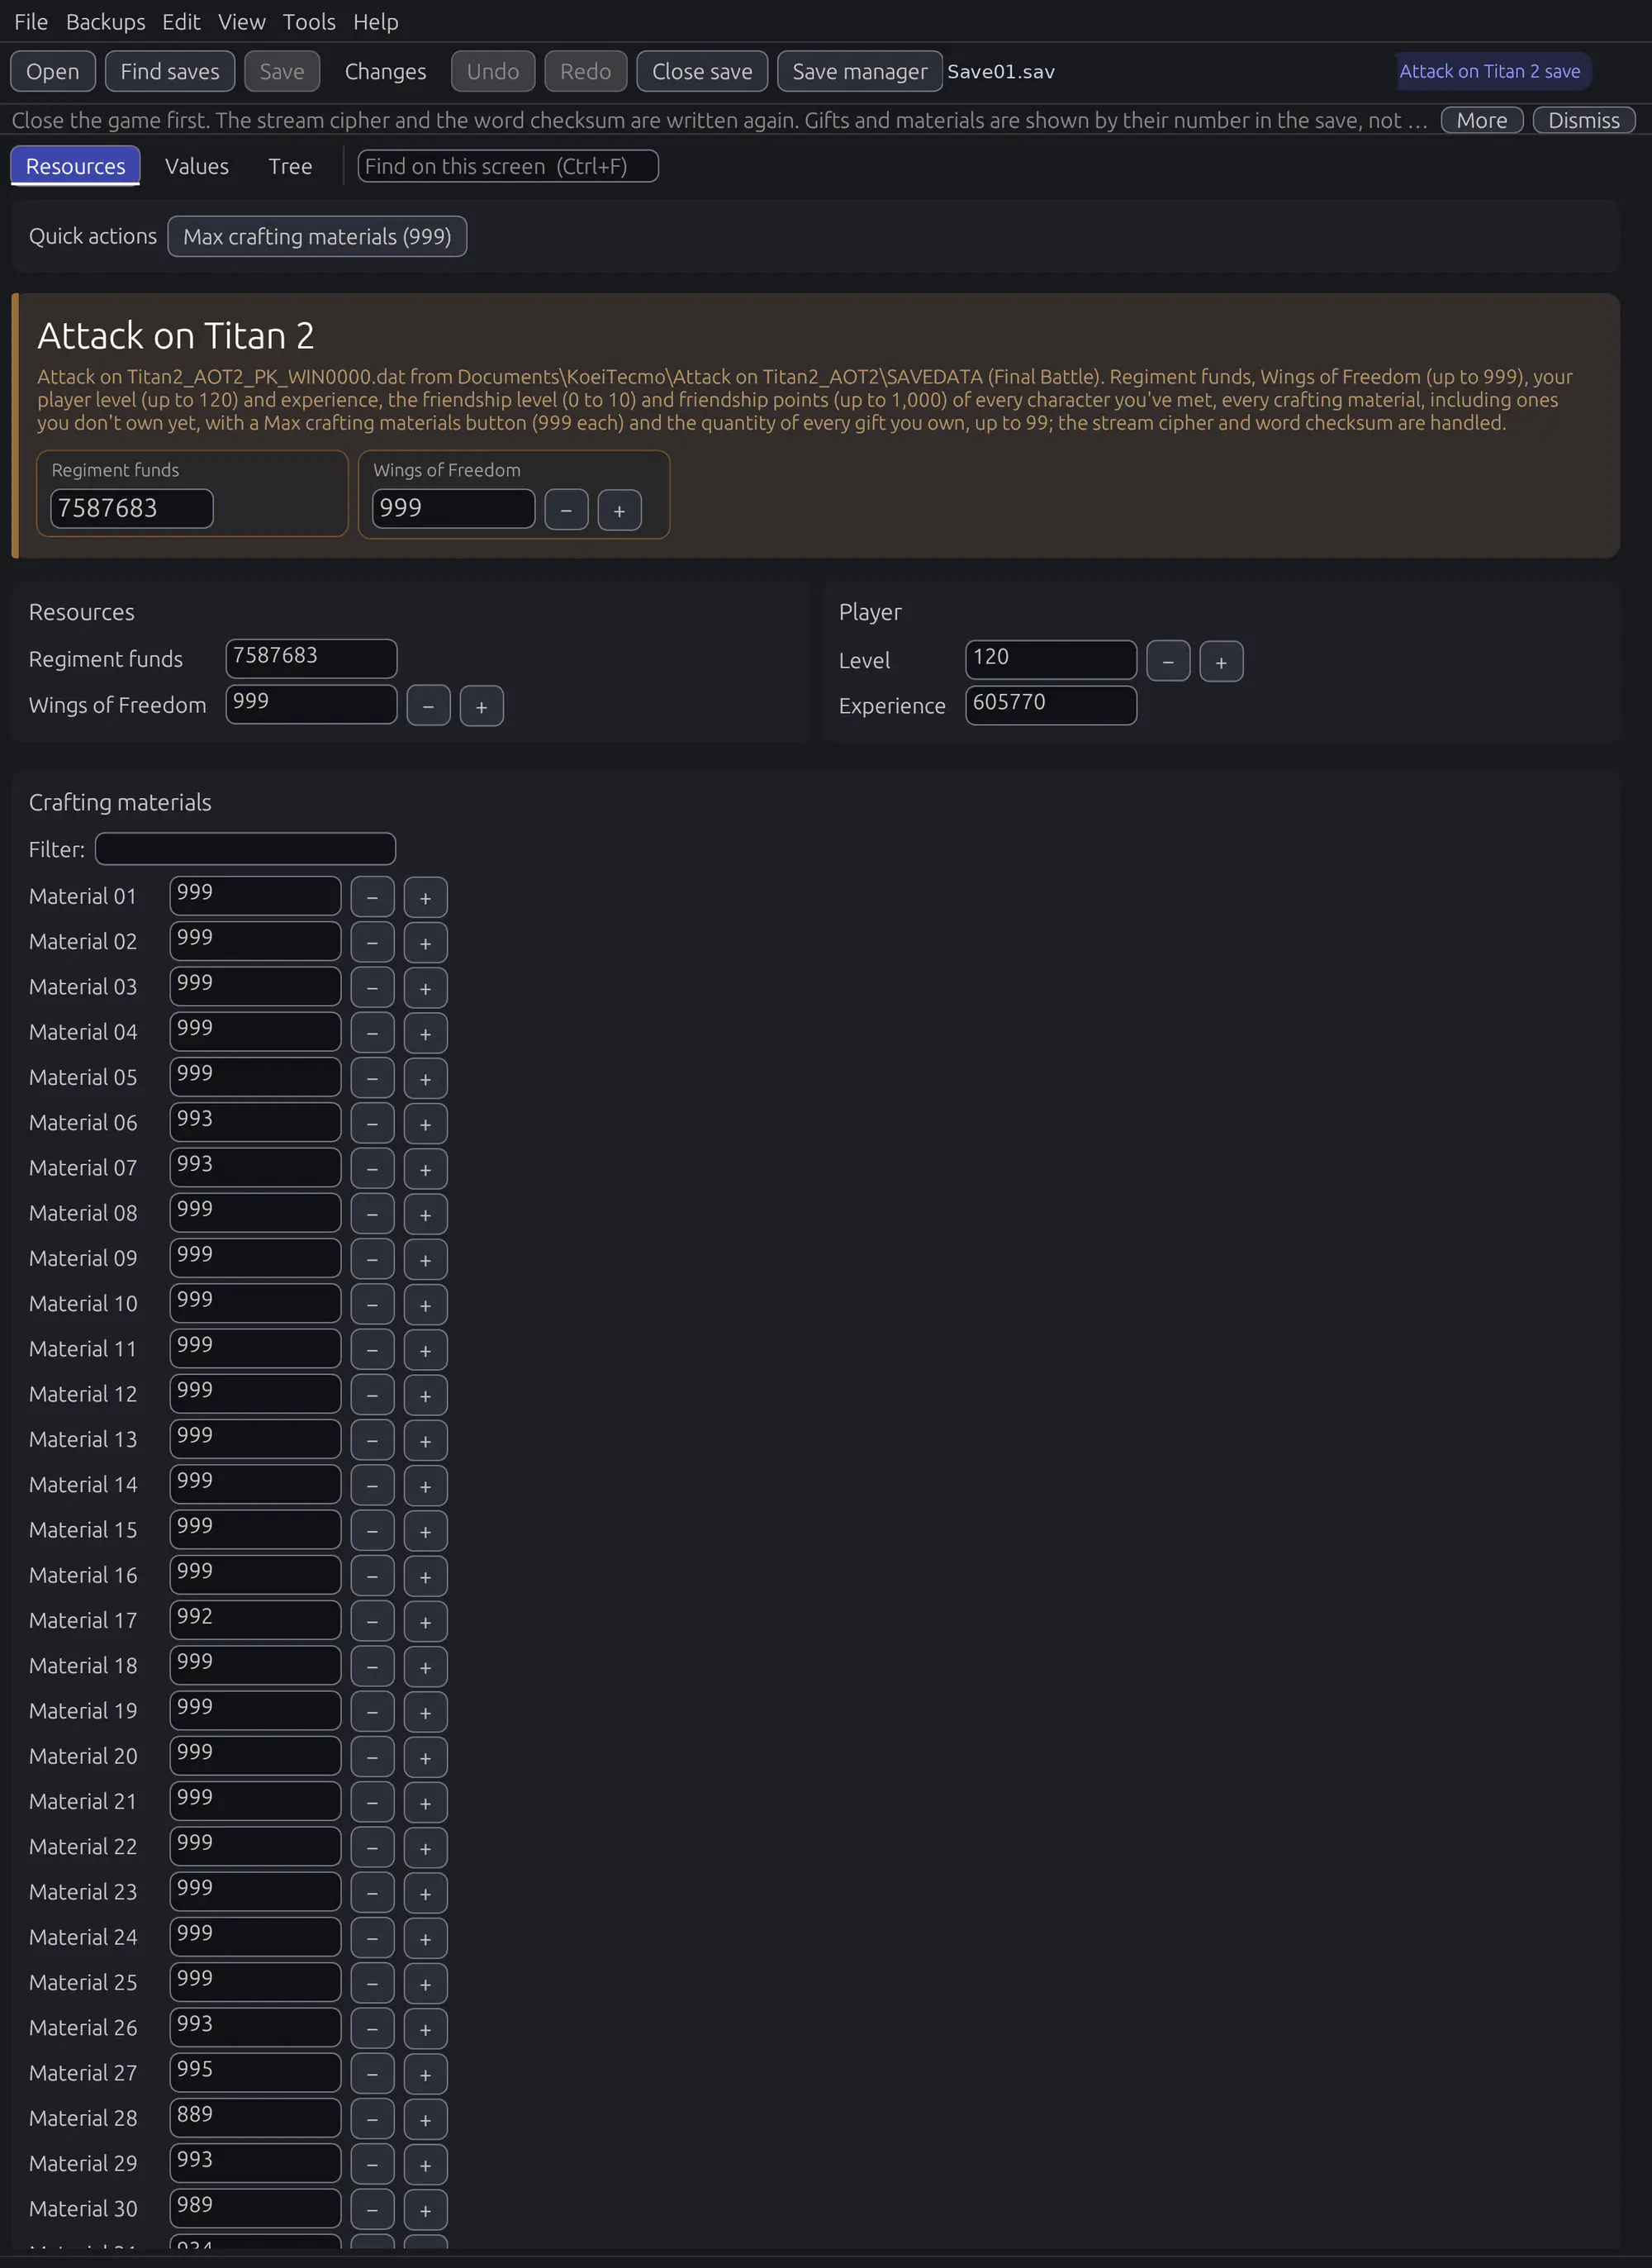 File Backups Edit View Tools Help
Open Find saves Save Changes Undo Redo Close save Save manager Save01.sav Attack on Titan 2 save
Close the game first. The stream cipher and the word checksum are written again. Gifts and materials are shown by their number in the save, not ... More Dismiss
Resources Values Tree Find on this screen (Ctrl+F)
Quick actions Max crafting materials (999)
Attack on Titan 2
Attack on Titan2_AOT2_PK_WIN0000.dat from Documents\KoeiTecmo\Attack on Titan2_AOT2\SAVEDATA (Final Battle). Regiment funds, Wings of Freedom (up to 999), your
player level (up to 120) and experience, the friendship level (0 to 10) and friendship points (up to 1,000) of every character you've met, every crafting material, including ones
you don't own yet, with a Max crafting materials button (999 each) and the quantity of every gift you own, up to 99; the stream cipher and word checksum are handled.
Regiment funds Wings of Freedom
7587683 999 − +
Resources Player
Regiment funds 7587683 Level 120 − +
Wings of Freedom 999 − + Experience 605770
Crafting materials
Filter:
Material 01 999 − +
Material 02 999 − +
Material 03 999 − +
Material 04 999 − +
Material 05 999 − +
Material 06 993 − +
Material 07 993 − +
Material 08 999 − +
Material 09 999 − +
Material 10 999 − +
Material 11 999 − +
Material 12 999 − +
Material 13 999 − +
Material 14 999 − +
Material 15 999 − +
Material 16 999 − +
Material 17 992 − +
Material 18 999 − +
Material 19 999 − +
Material 20 999 − +
Material 21 999 − +
Material 22 999 − +
Material 23 999 − +
Material 24 999 − +
Material 25 999 − +
Material 26 993 − +
Material 27 995 − +
Material 28 889 − +
Material 29 993 − +
Material 30 989 − +